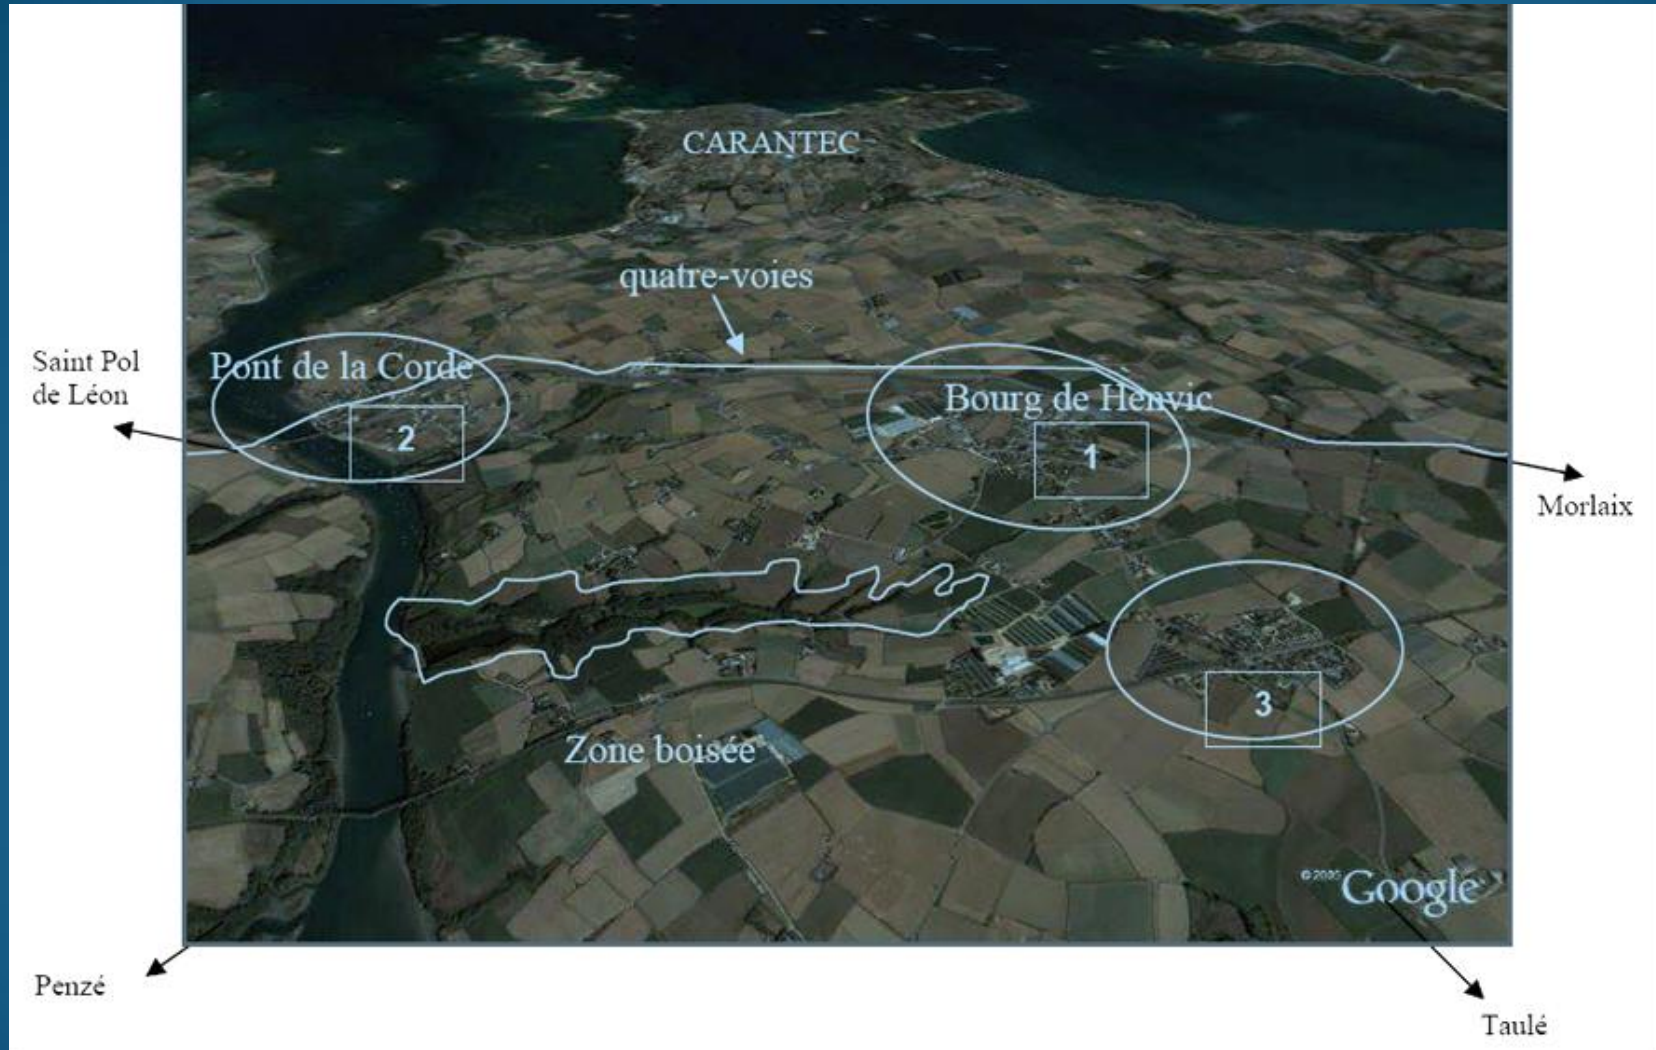 CARANTEC
quatre-voies
Saint Pol
de Léon
Pont de la Corde
Bourg de Henvic
2
1
Morlaix
3
Zone boisée
©2005 Google
Penzé
Taulé